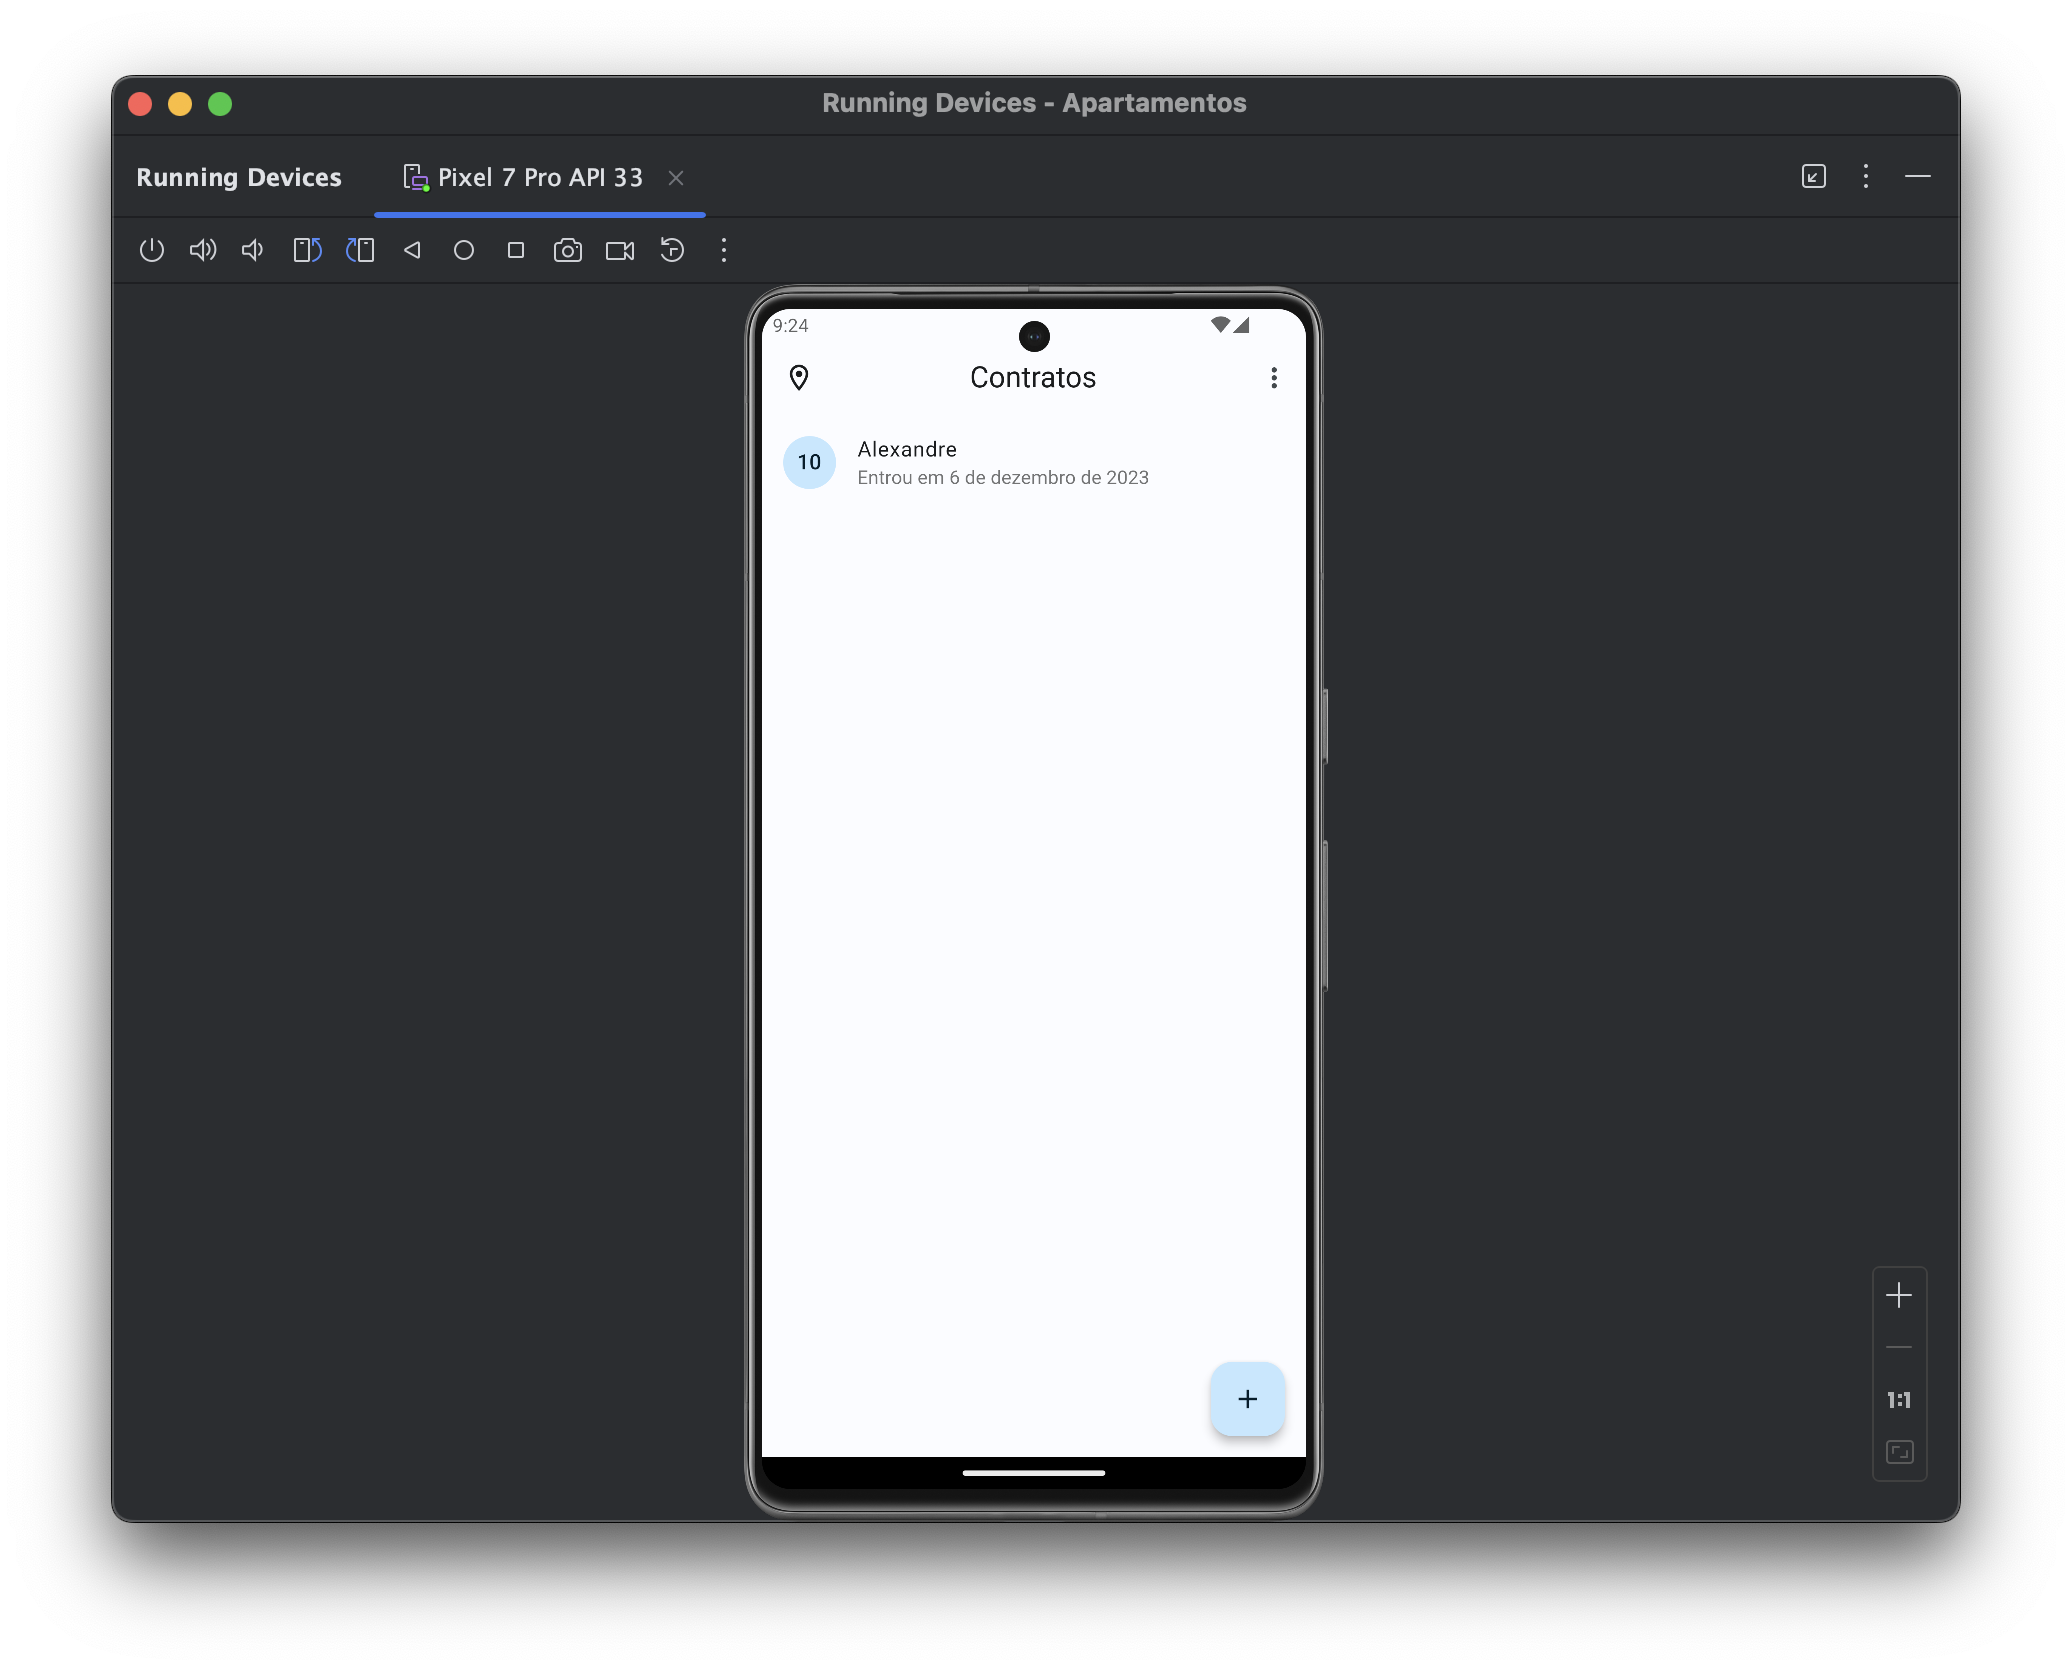 Running Devices - Apartamentos
Running Devices
Pixel 7 Pro API 33
9:24
Contratos
10
Alexandre
Entrou em 6 de dezembro de 2023
1:1